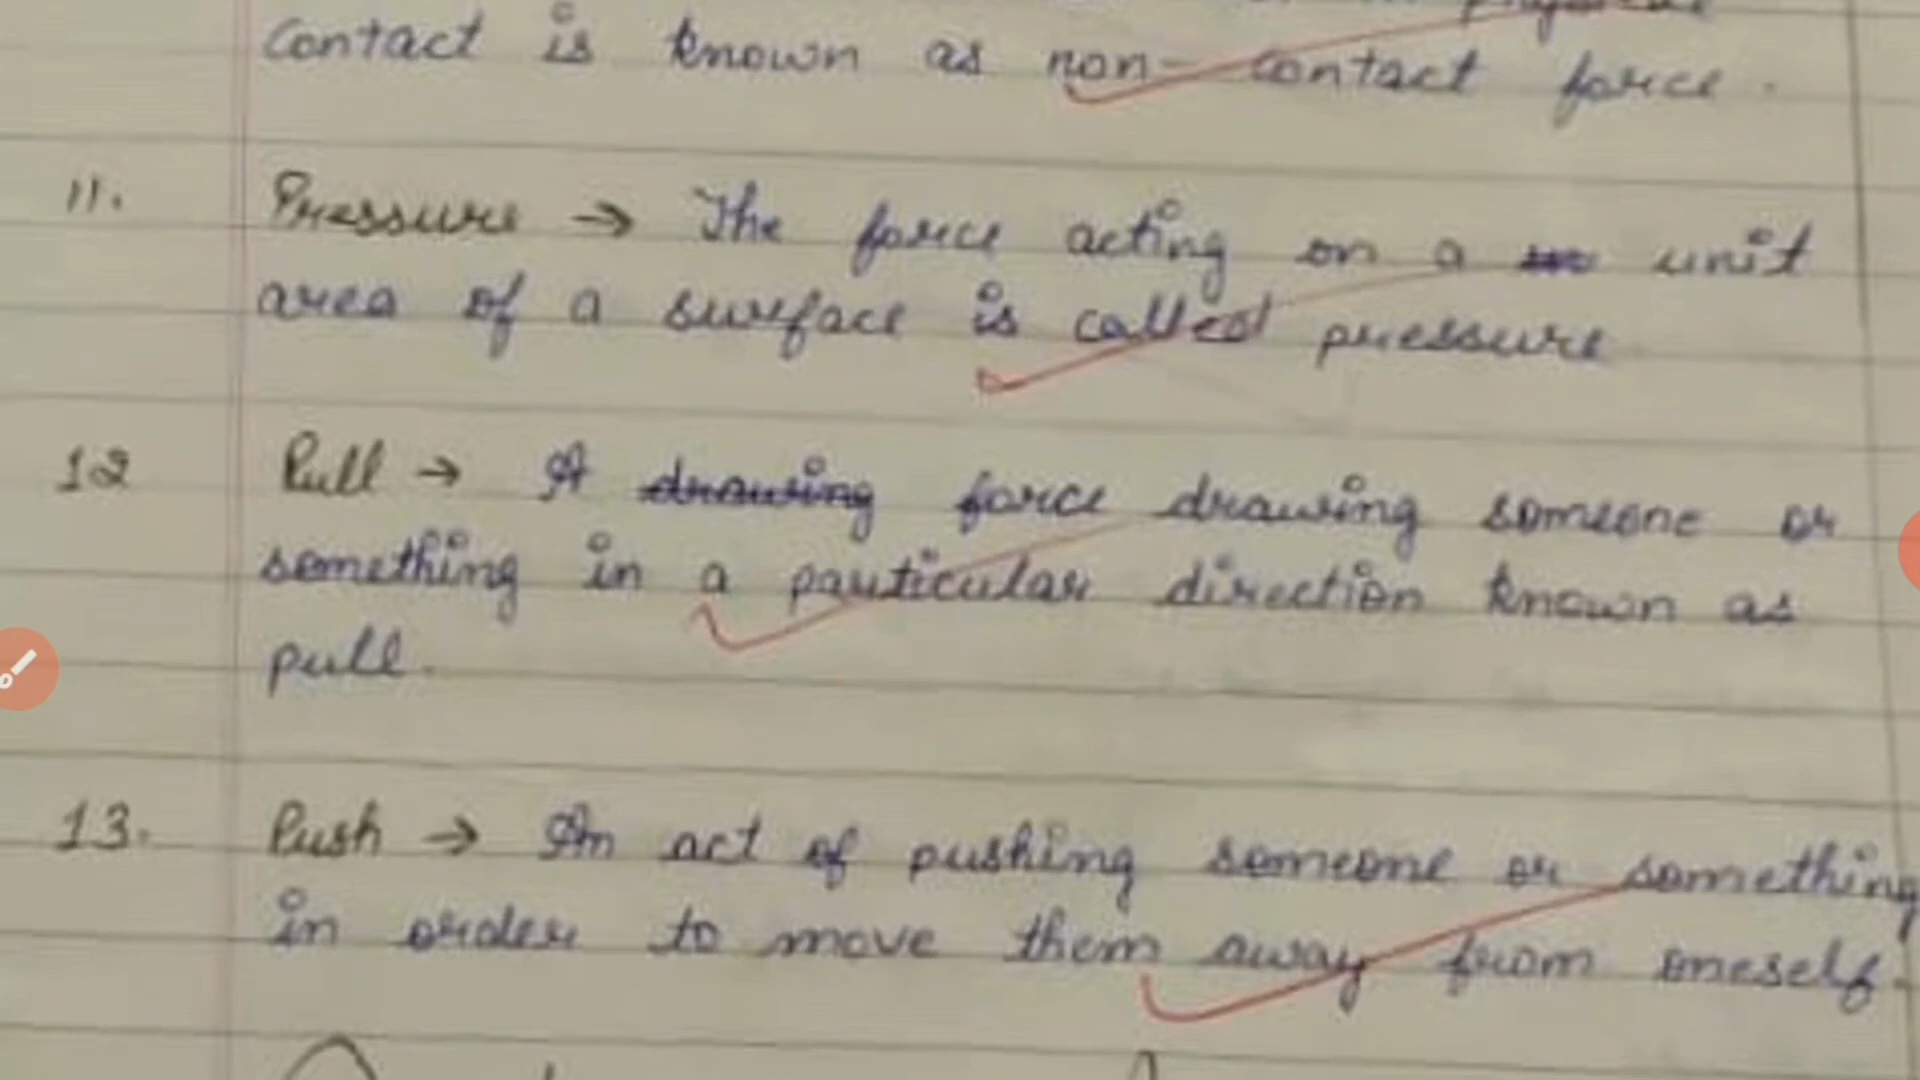 contact is known as non-contact force.
11. Pressure → The force acting on a unit
area of a surface is called pressure
12 Pull → A drawing force drawing someone or
something in a particular direction known as
pull.
13. Push → An act of pushing someone or something
in order to move them away from oneself.